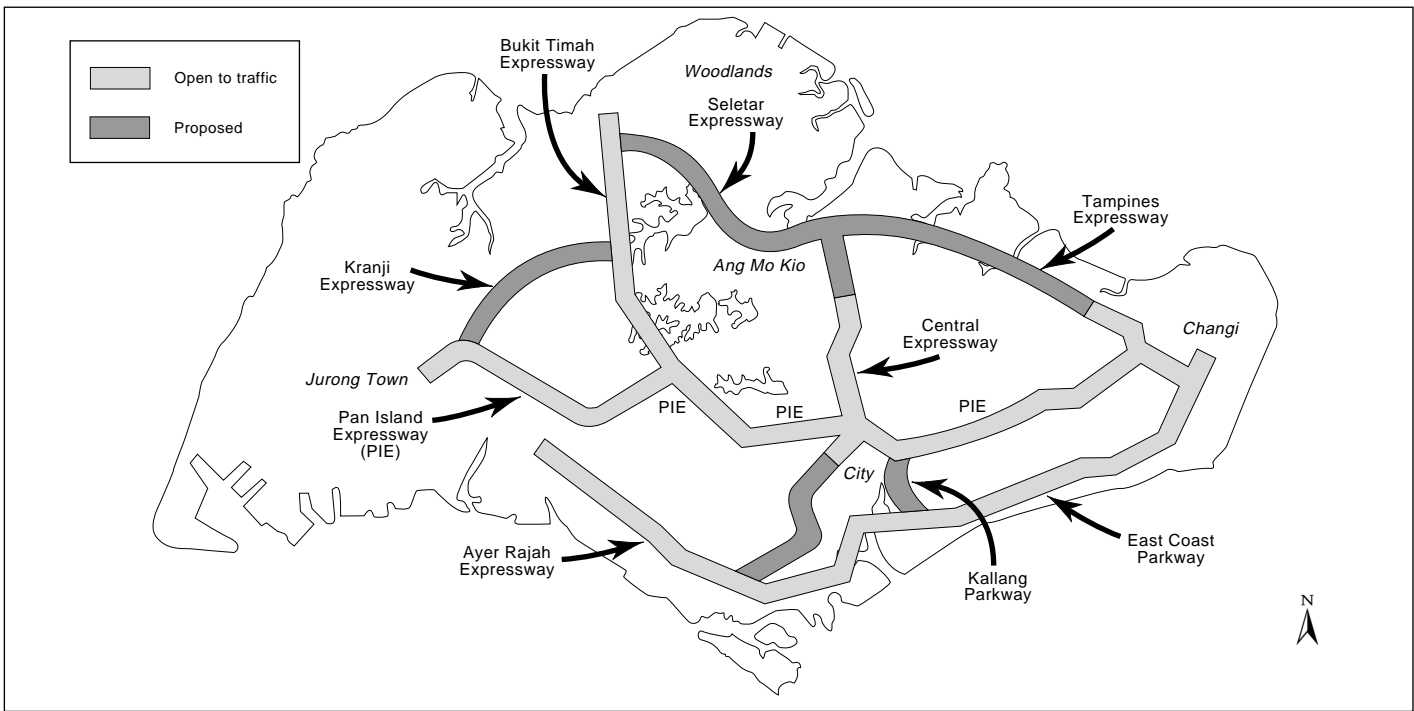 Open to traffic
Proposed
Bukit Timah
Expressway
Woodlands
Seletar
Expressway
Tampines
Expressway
Kranji
Expressway
Ang Mo Kio
Central
Expressway
Changi
Jurong Town
Pan Island
Expressway
(PIE)
PIE
PIE
PIE
City
Ayer Rajah
Expressway
Kallang
Parkway
East Coast
Parkway
N